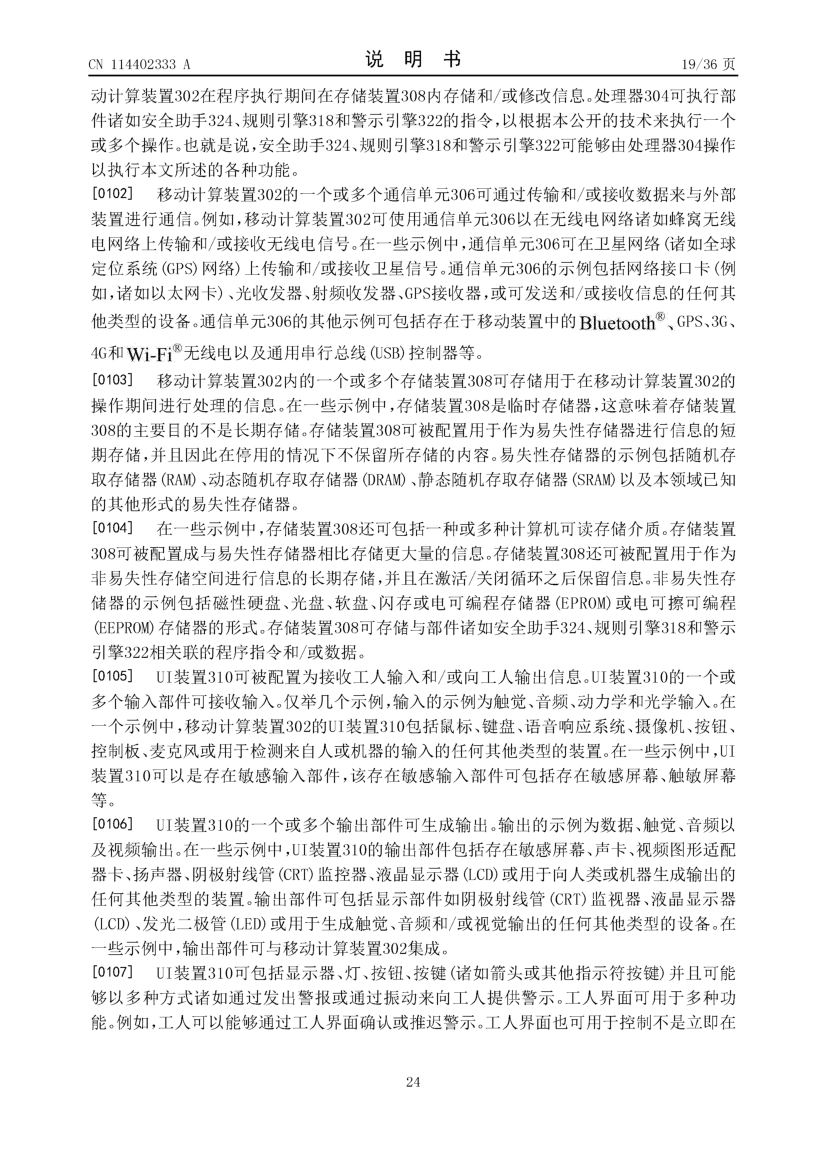 CN 114402333 A
说 明 书
19/36 页
动计算装置302在程序执行期间在存储装置308内存储和/或修改信息。处理器304可执行部
件诸如安全助手324、规则引擎318和警示引擎322的指令,以根据本公开的技术来执行一个
或多个操作。也就是说,安全助手324、规则引擎318和警示引擎322可能够由处理器304操作
以执行本文所述的各种功能。
[0102] 移动计算装置302的一个或多个通信单元306可通过传输和/或接收数据来与外部
装置进行通信。例如,移动计算装置302可使用通信单元306以在无线电网络诸如蜂窝无线
电网络上传输和/或接收无线电信号。在一些示例中,通信单元306可在卫星网络(诸如全球
定位系统(GPS)网络)上传输和/或接收卫星信号。通信单元306的示例包括网络接口卡(例
如,诸如以太网卡)、光收发器、射频收发器、GPS接收器,或可发送和/或接收信息的任何其
他类型的设备。通信单元306的其他示例可包括存在于移动装置中的Bluetooth®、GPS、3G、
4G和Wi-Fi®无线电以及通用串行总线(USB)控制器等。
[0103] 移动计算装置302内的一个或多个存储装置308可存储用于在移动计算装置302的
操作期间进行处理的信息。在一些示例中,存储装置308是临时存储器,这意味着存储装置
308的主要目的不是长期存储。存储装置308可被配置用于作为易失性存储器进行信息的短
期存储,并且因此在停用的情况下不保留所存储的内容。易失性存储器的示例包括随机存
取存储器(RAM)、动态随机存取存储器(DRAM)、静态随机存取存储器(SRAM)以及本领域已知
的其他形式的易失性存储器。
[0104] 在一些示例中,存储装置308还可包括一种或多种计算机可读存储介质。存储装置
308可被配置成与易失性存储器相比存储更大量的信息。存储装置308还可被配置用于作为
非易失性存储空间进行信息的长期存储,并且在激活/关闭循环之后保留信息。非易失性存
储器的示例包括磁性硬盘、光盘、软盘、闪存或电可编程存储器(EPROM)或电可擦可编程
(EEPROM)存储器的形式。存储装置308可存储与部件诸如安全助手324、规则引擎318和警示
引擎322相关联的程序指令和/或数据。
[0105] UI装置310可被配置为接收工人输入和/或向工人输出信息。UI装置310的一个或
多个输入部件可接收输入。仅举几个示例,输入的示例为触觉、音频、动力学和光学输入。在
一个示例中,移动计算装置302的UI装置310包括鼠标、键盘、语音响应系统、摄像机、按钮、
控制板、麦克风或用于检测来自人或机器的输入的任何其他类型的装置。在一些示例中,UI
装置310可以是存在敏感输入部件,该存在敏感输入部件可包括存在敏感屏幕、触敏屏幕
等。
[0106] UI装置310的一个或多个输出部件可生成输出。输出的示例为数据、触觉、音频以
及视频输出。在一些示例中,UI装置310的输出部件包括存在敏感屏幕、声卡、视频图形适配
器卡、扬声器、阴极射线管(CRT)监控器、液晶显示器(LCD)或用于向人类或机器生成输出的
任何其他类型的装置。输出部件可包括显示部件如阴极射线管(CRT)监视器、液晶显示器
(LCD)、发光二极管(LED)或用于生成触觉、音频和/或视觉输出的任何其他类型的设备。在
一些示例中,输出部件可与移动计算装置302集成。
[0107] UI装置310可包括显示器、灯、按钮、按键(诸如箭头或其他指示符按键)并且可能
够以多种方式诸如通过发出警报或通过振动来向工人提供警示。工人界面可用于多种功
能。例如,工人可以能够通过工人界面确认或推迟警示。工人界面也可用于控制不是立即在
24